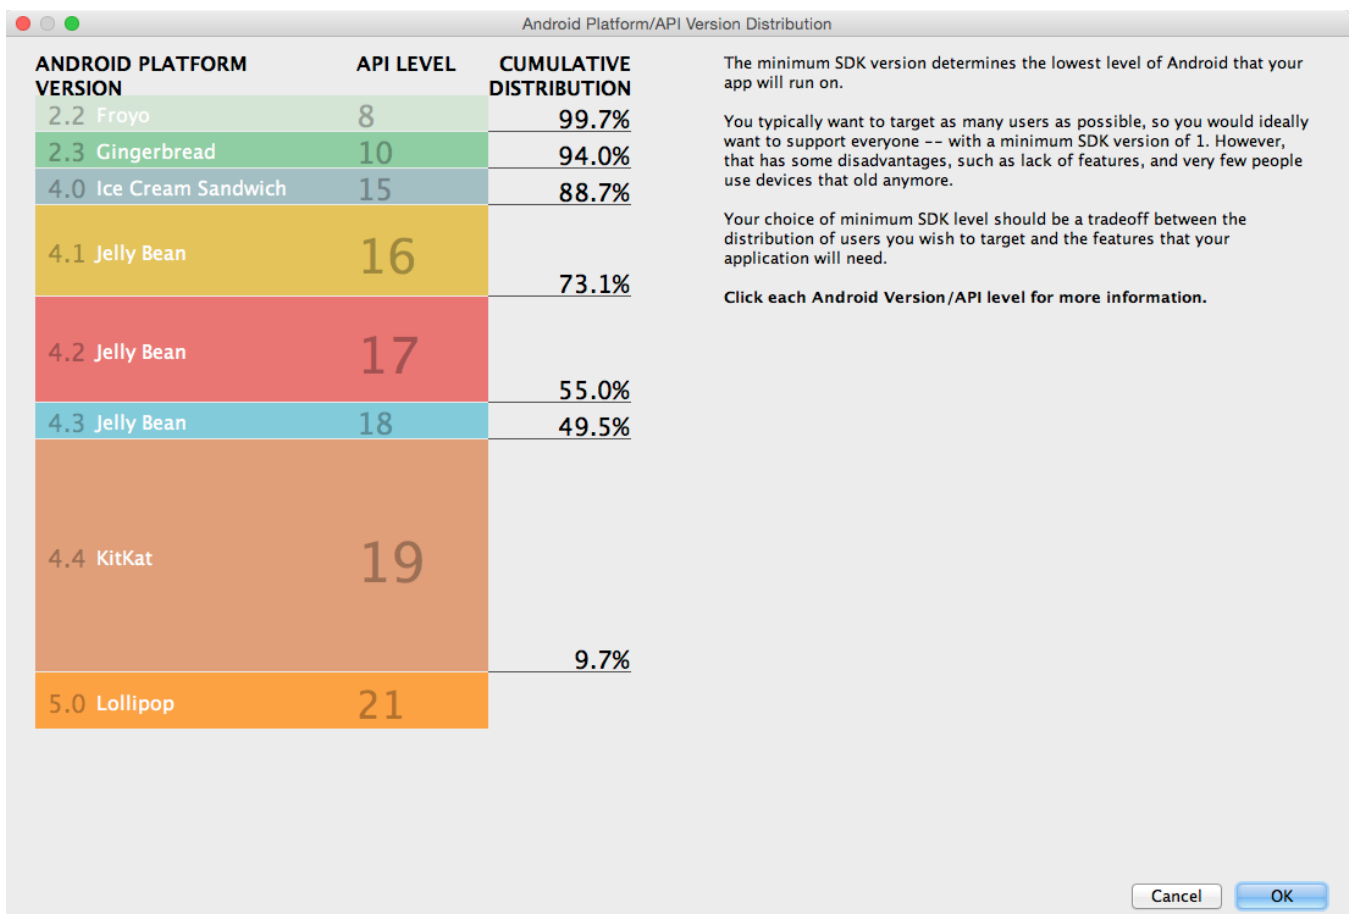 Android Platform/API Version Distribution
ANDROID PLATFORM VERSION API LEVEL CUMULATIVE DISTRIBUTION
2.2 Froyo 8 99.7%
2.3 Gingerbread 10 94.0%
4.0 Ice Cream Sandwich 15 88.7%
4.1 Jelly Bean 16 73.1%
4.2 Jelly Bean 17 55.0%
4.3 Jelly Bean 18 49.5%
4.4 KitKat 19 9.7%
5.0 Lollipop 21
The minimum SDK version determines the lowest level of Android that your
app will run on.
You typically want to target as many users as possible, so you would ideally
want to support everyone -- with a minimum SDK version of 1. However,
that has some disadvantages, such as lack of features, and very few people
use devices that old anymore.
Your choice of minimum SDK level should be a tradeoff between the
distribution of users you wish to target and the features that your
application will need.
Click each Android Version/API level for more information.
Cancel OK